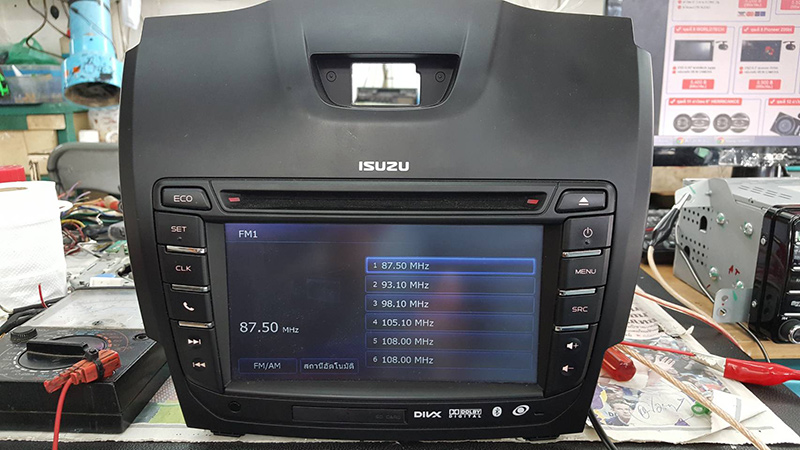 ISUZU
ECO
SET
CLK
MENU
SRC
FM1
1 87.50 MHz
2 93.10 MHz
3 98.10 MHz
4 105.10 MHz
5 108.00 MHz
6 108.00 MHz
87.50 MHz
FM/AM
สถานีอัตโนมัติ
DIVX
DOLBY
DIGITAL